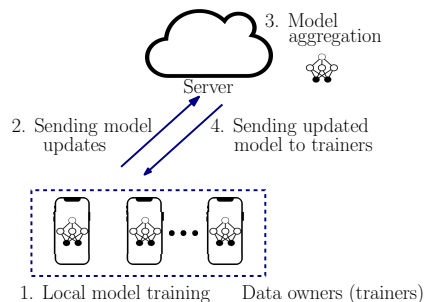 3. Model
aggregation
Server
2. Sending model
updates
4. Sending updated
model to trainers
1. Local model training
Data owners (trainers)